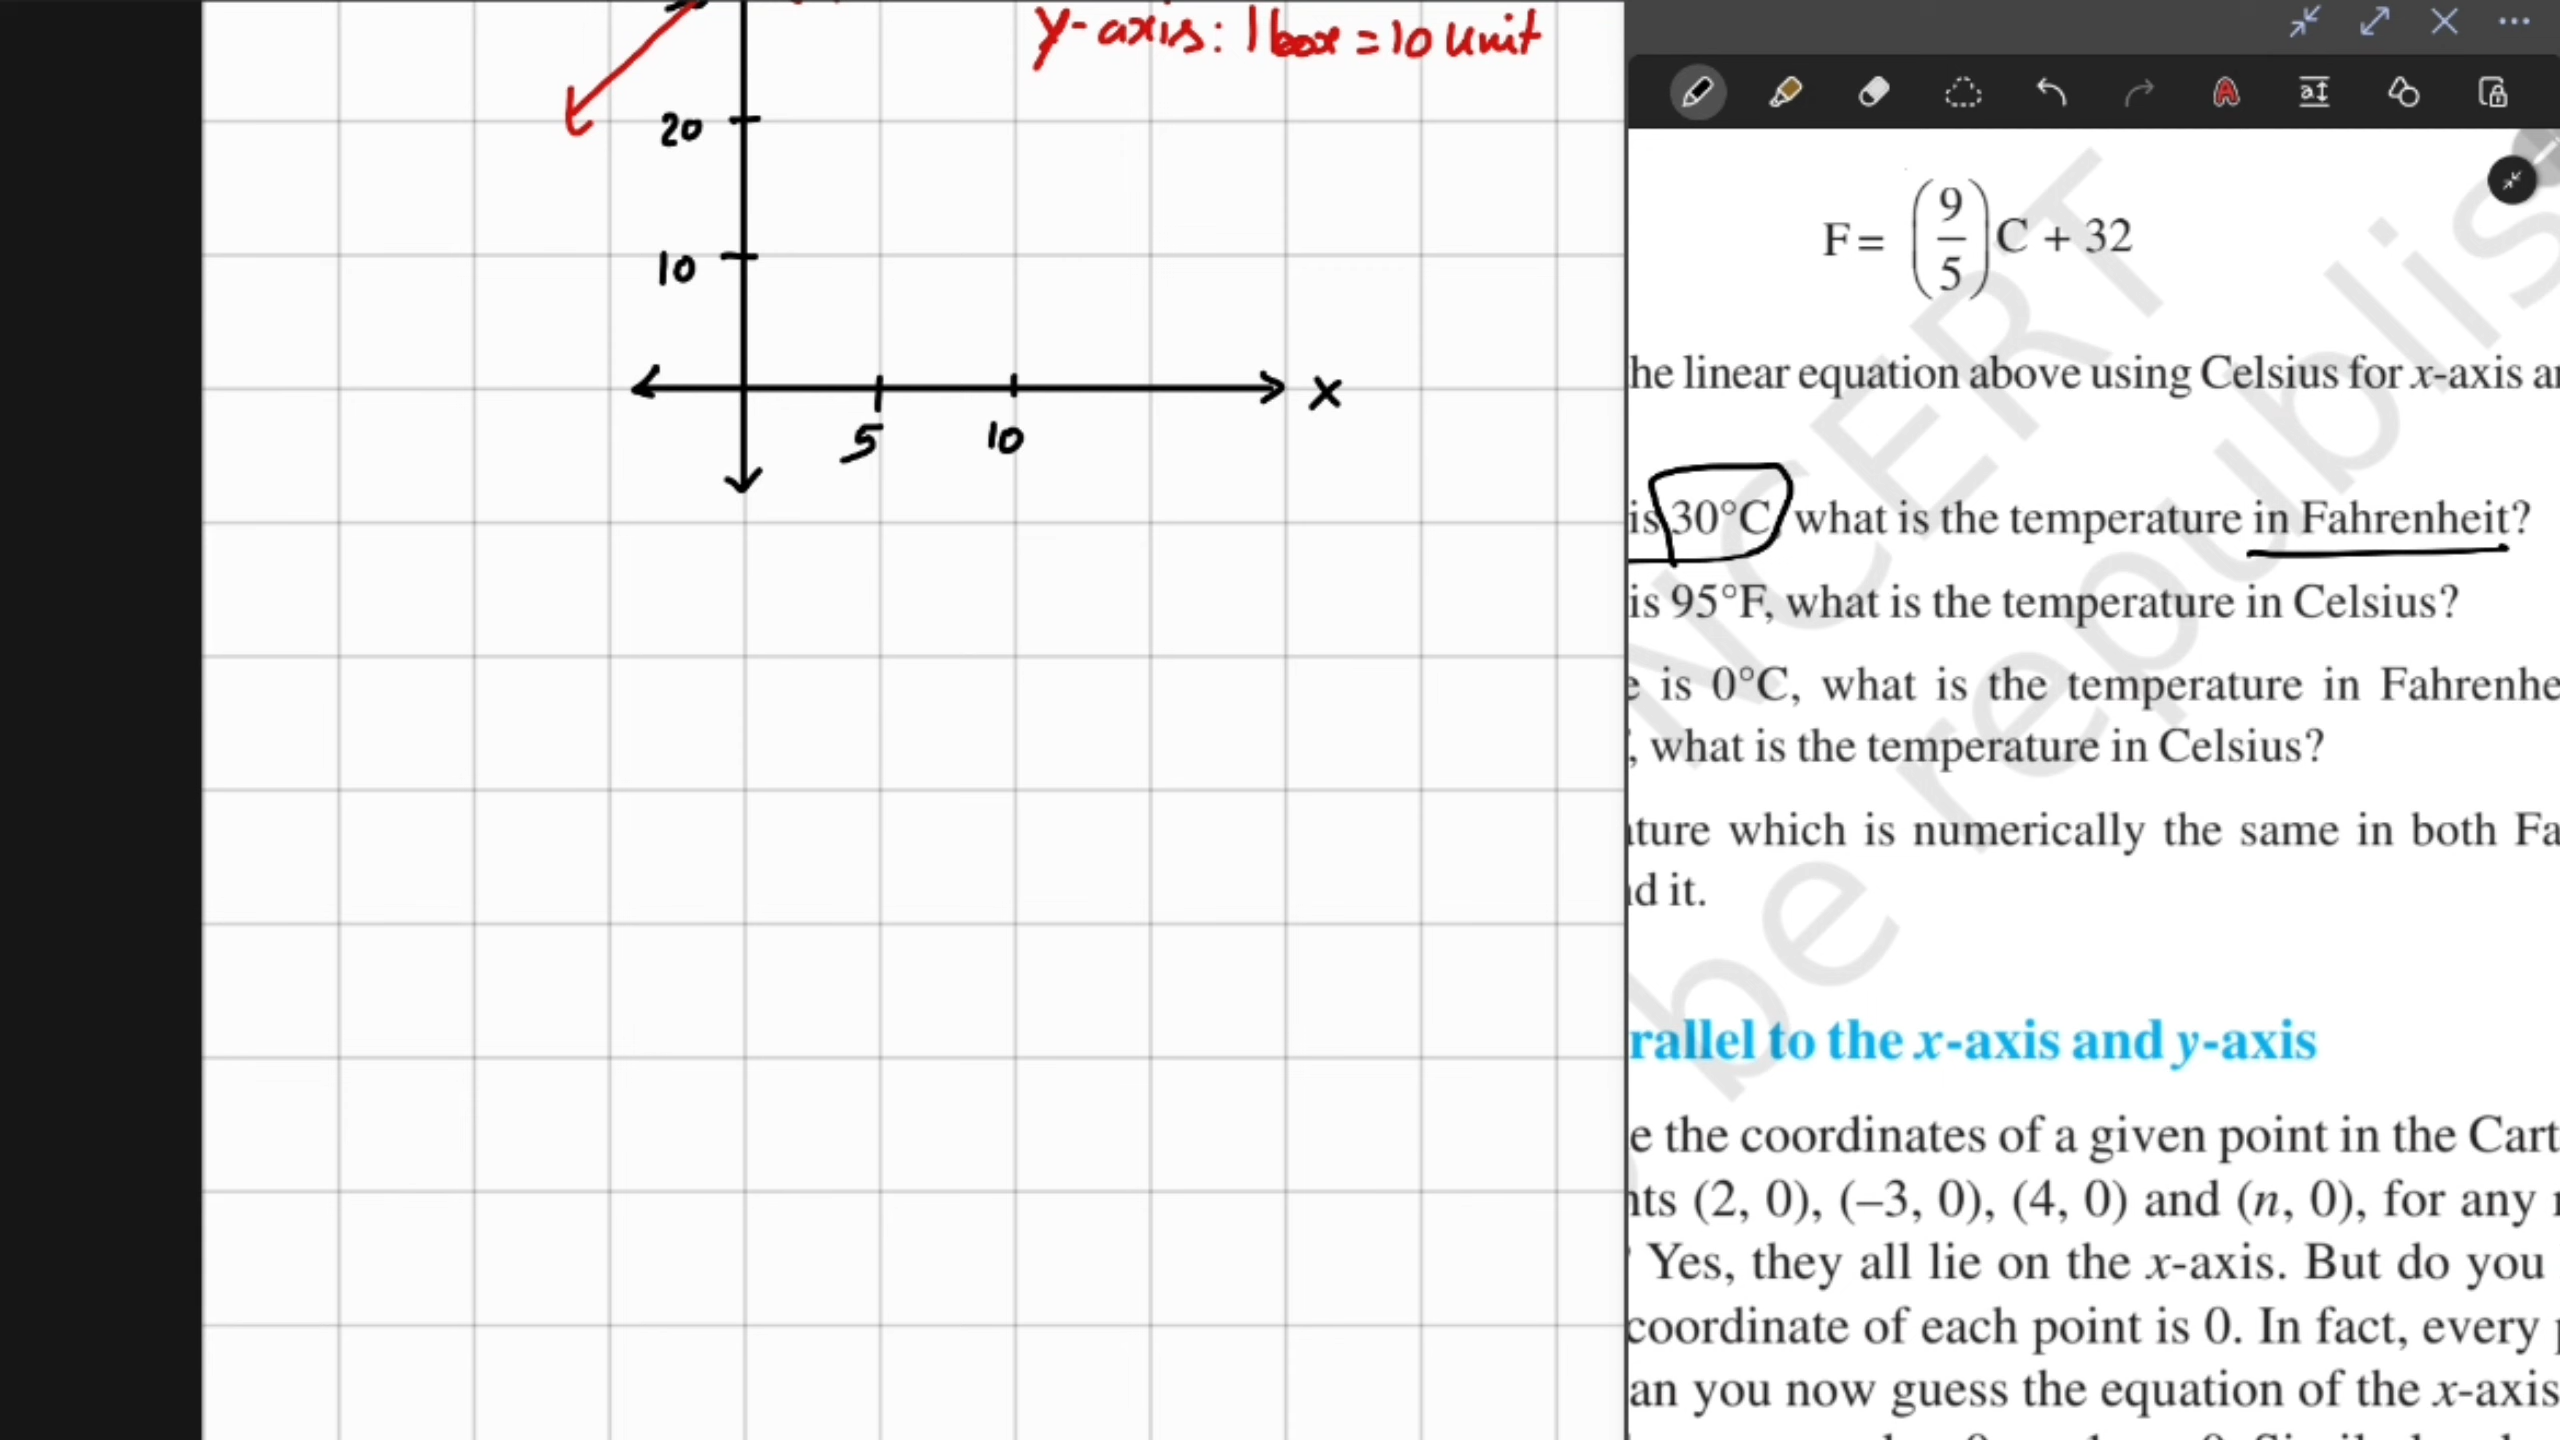 y-axis: 1 box = 10 unit
20
10
X
5
10
F = (9/5) C + 32
he linear equation above using Celsius for x-axis
is 30°C, what is the temperature in Fahrenheit?
is 95°F, what is the temperature in Celsius?
is 0°C, what is the temperature in Fahrenhe
, what is the temperature in Celsius?
ture which is numerically the same in both Fa
d it.
rallel to the x-axis and y-axis
e the coordinates of a given point in the Cart
ts (2, 0), (–3, 0), (4, 0) and (n, 0), for any
Yes, they all lie on the x-axis. But do you
coordinate of each point is 0. In fact, every
an you now guess the equation of the x-axis
NCERT
be republis